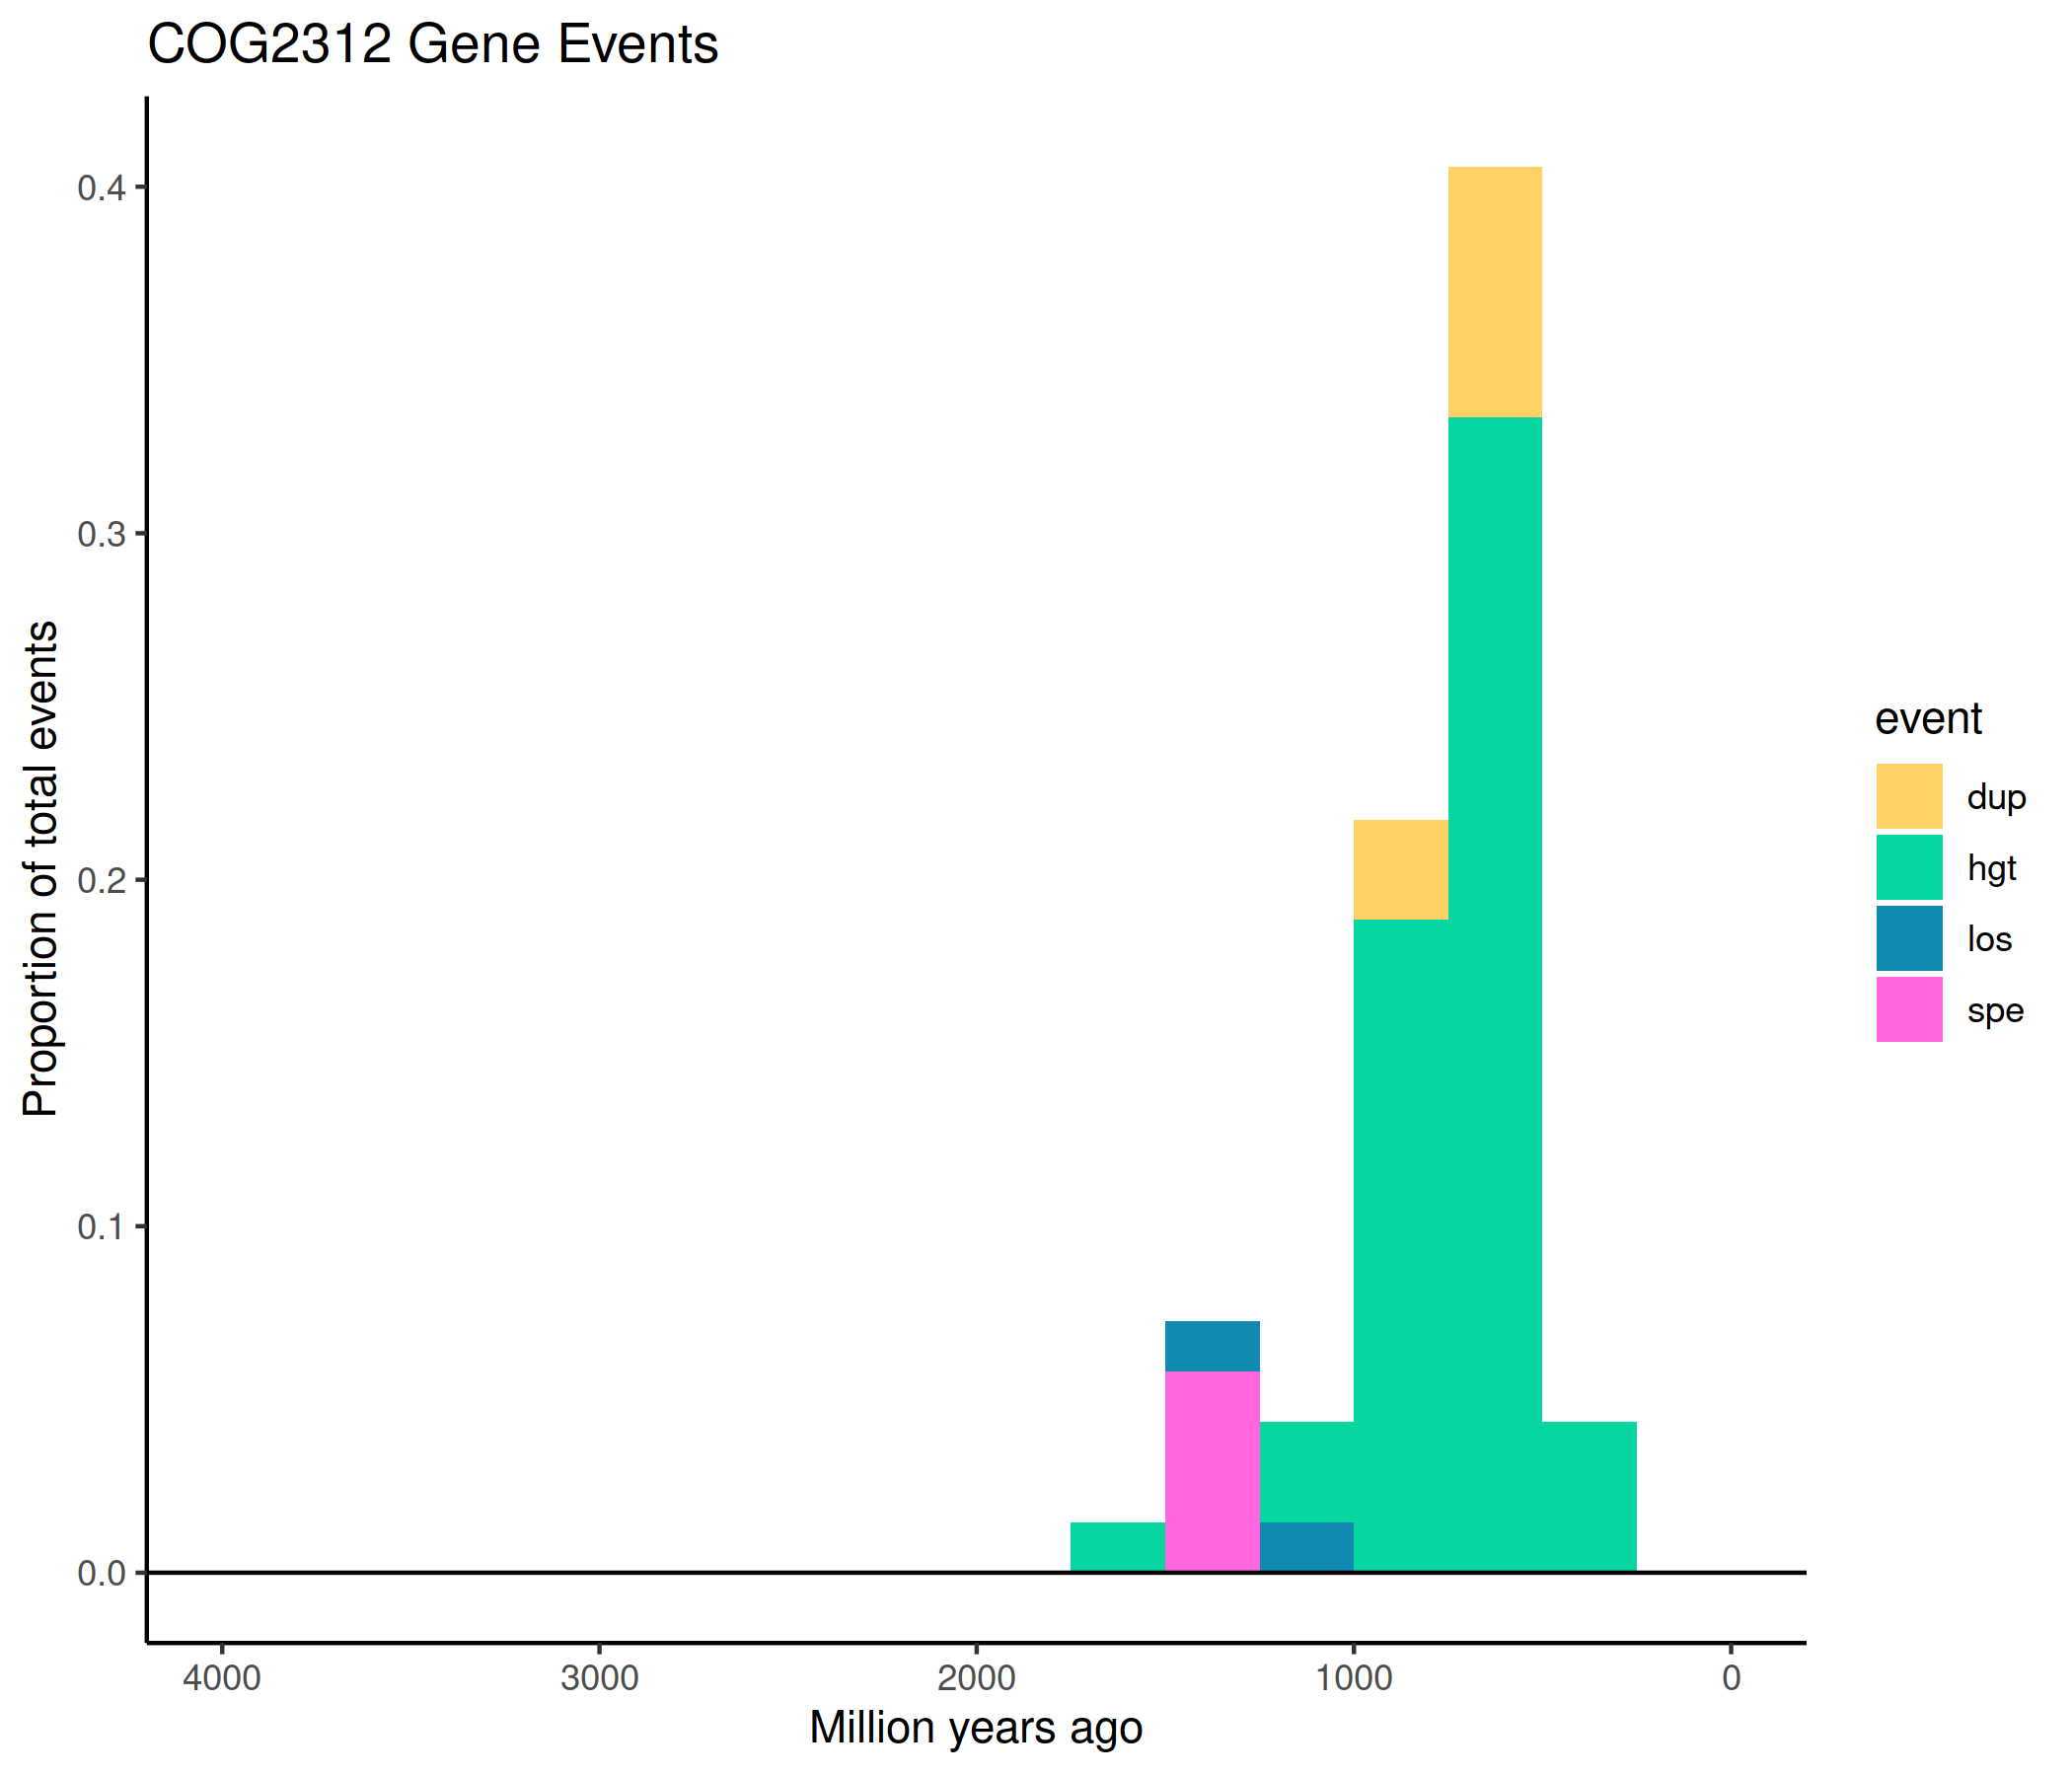 COG2312 Gene Events
Proportion of total events
0.4
0.3
0.2
0.1
0.0
4000 3000 2000 1000 0
Million years ago
event
dup
hgt
los
spe